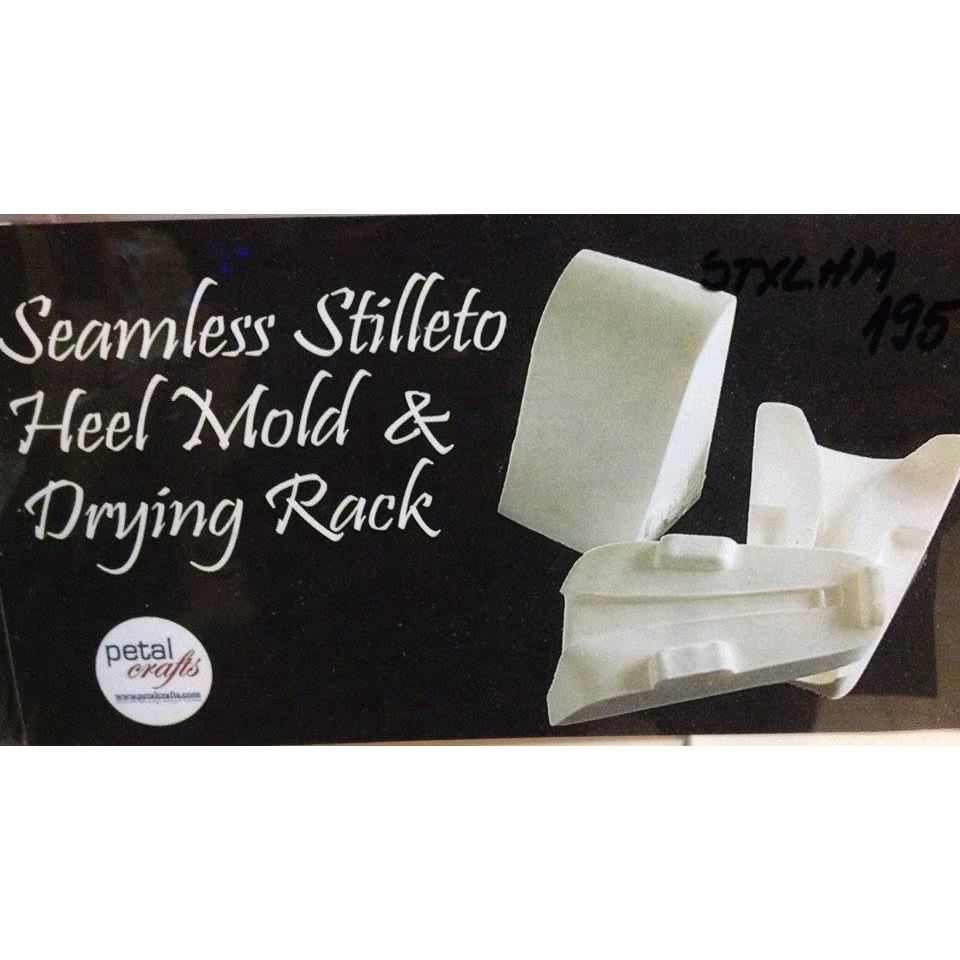 Seamless Stilleto
Heel Mold &
Drying Rack
STXLHM
195
petal
crafts
www.petalcrafts.com